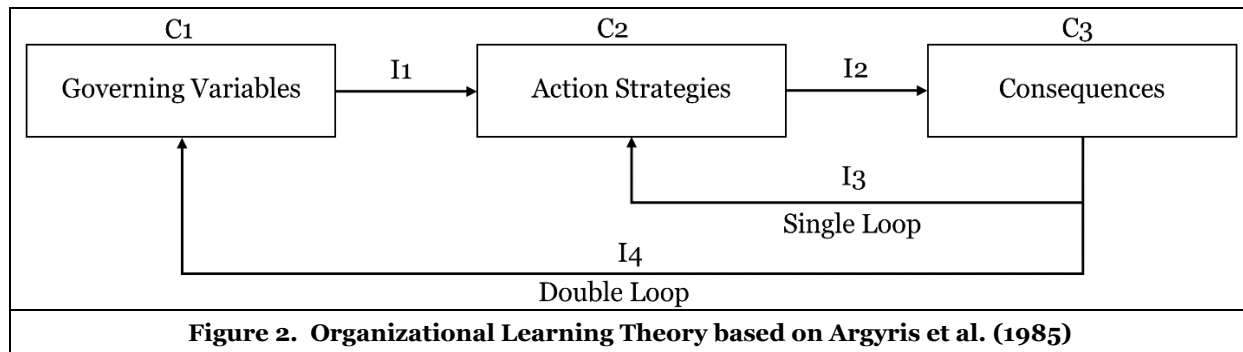 C1
C2
C3
Governing Variables
I1
Action Strategies
I2
Consequences
I3
Single Loop
I4
Double Loop
Figure 2. Organizational Learning Theory based on Argyris et al. (1985)